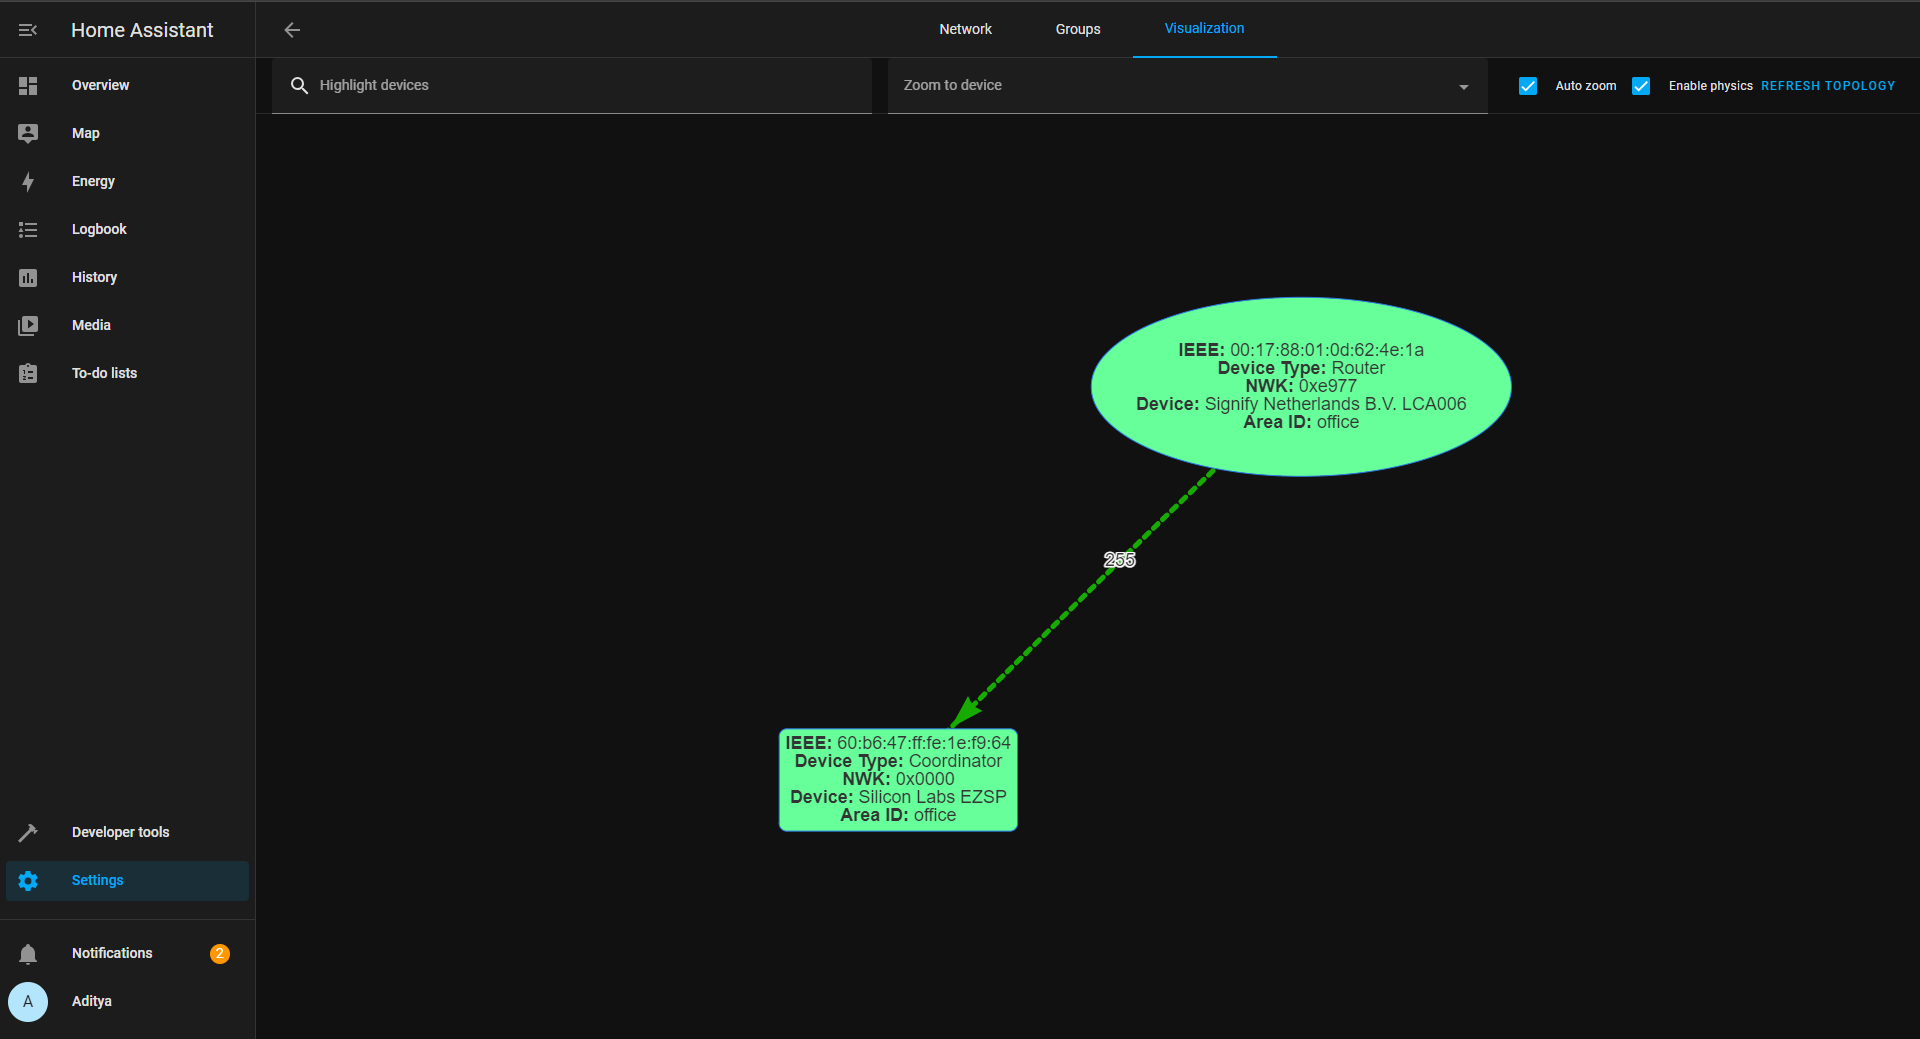 Home Assistant
Network
Groups
Visualization
Overview
Map
Energy
Logbook
History
Media
To-do lists
Developer tools
Settings
Notifications
2
A
Aditya
Highlight devices
Zoom to device
Auto zoom
Enable physics
REFRESH TOPOLOGY
IEEE: 00:17:88:01:0d:62:4e:1a
Device Type: Router
NWK: 0xe977
Device: Signify Netherlands B.V. LCA006
Area ID: office
255
IEEE: 60:b6:47:ff:fe:1e:f9:64
Device Type: Coordinator
NWK: 0x0000
Device: Silicon Labs EZSP
Area ID: office